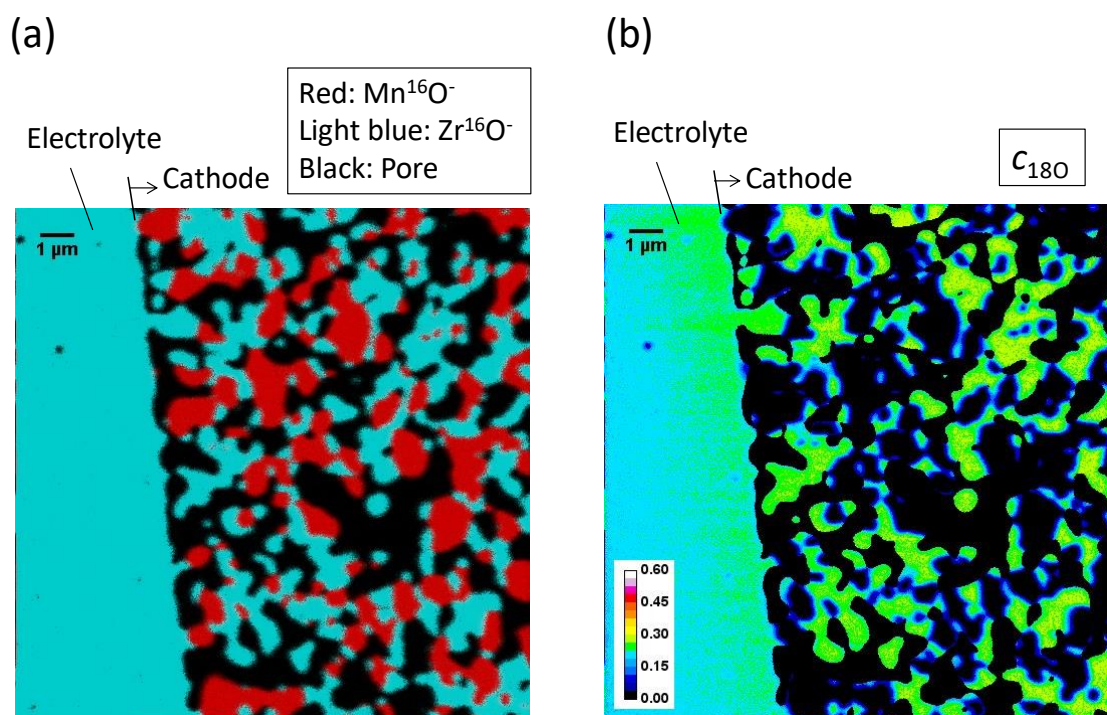 (a)
Red: Mn¹⁶O⁻
Light blue: Zr¹⁶O⁻
Black: Pore
Electrolyte
Cathode
1 µm
(b)
c₁₈O
Electrolyte
Cathode
1 µm
0.60
0.45
0.30
0.15
0.00